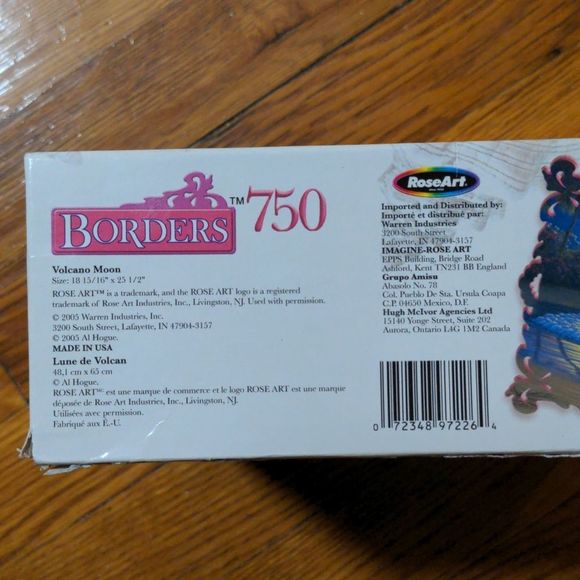 BORDERS™ 750
Volcano Moon
Size: 18 15/16" x 25 1/2"
ROSE ART™ is a trademark, and the ROSE ART logo is a registered
trademark of Rose Art Industries, Inc., Livingston, NJ. Used with permission.
© 2005 Warren Industries, Inc.
3200 South Street, Lafayette, IN 47904-3157
© 2005 Al Hogue.
MADE IN USA
Lune de Volcan
48,1 cm x 65 cm
© Al Hogue.
ROSE ART™ est une marque de commerce et le logo ROSE ART est une marque
déposée de Rose Art Industries, Inc., Livingston, NJ.
Utilisées avec permission.
Fabriqué aux É.-U.
RoseArt
Imported and Distributed by:
Importé et distribué par:
Warren Industries
3200 South Street
Lafayette, IN 47904-3157
IMAGINE-ROSE ART
EPPS Building, Bridge Road
Ashford, Kent TN231 BB England
Grupo Amisu
Abasolo No. 78
Col. Pueblo De Sta. Ursula Coapa
C.P. 04650 Mexico, D.F.
Hugh McIvor Agencies Ltd
15140 Yonge Street, Suite 202
Aurora, Ontario L4G 1M2 Canada
0 72348 97226 4